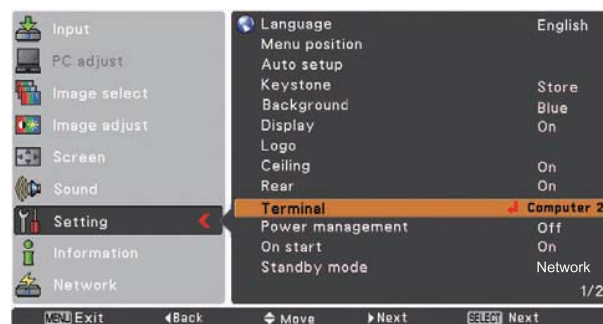 Input
PC adjust
Image select
Image adjust
Screen
Sound
Setting
Information
Network
Language English
Menu position
Auto setup
Keystone Store
Background Blue
Display On
Logo
Ceiling On
Rear On
Terminal Computer 2
Power management Off
On start On
Standby mode Network
1/2
MENU Exit Back Move Next SELECT Next